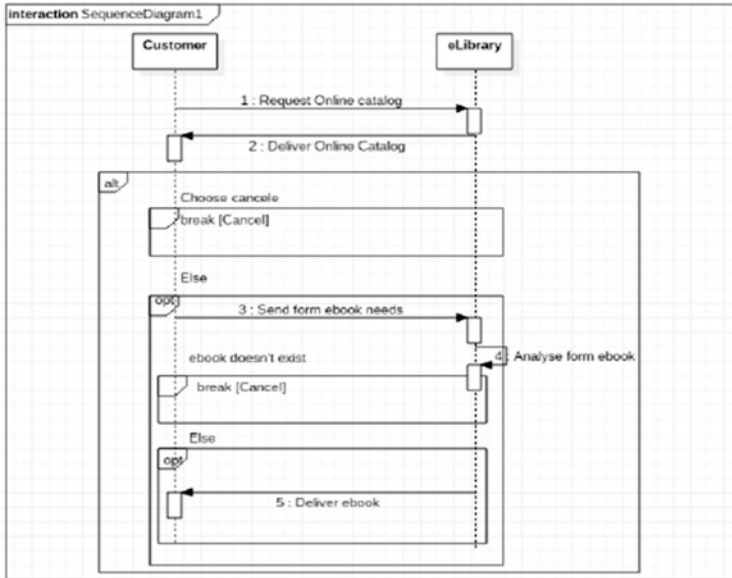 interaction SequenceDiagram1
Customer
eLibrary
1 : Request Online catalog
2 : Deliver Online Catalog
alt
Choose cancele
break [Cancel]
Else
opt
3 : Send form ebook needs
4 : Analyse form ebook
ebook doesn't exist
break [Cancel]
Else
opt
5 : Deliver ebook